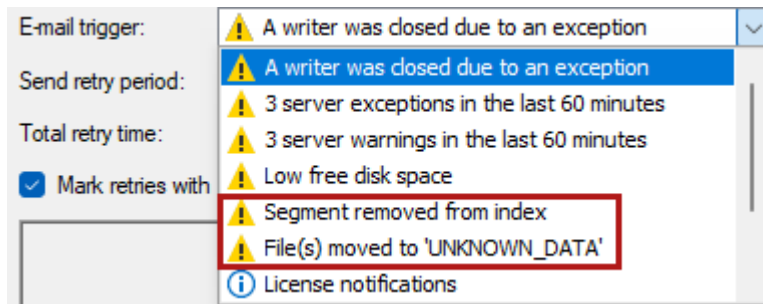 E-mail trigger:
A writer was closed due to an exception
A writer was closed due to an exception
Send retry period:
3 server exceptions in the last 60 minutes
Total retry time:
3 server warnings in the last 60 minutes
Mark retries with
Low free disk space
Segment removed from index
File(s) moved to 'UNKNOWN_DATA'
License notifications